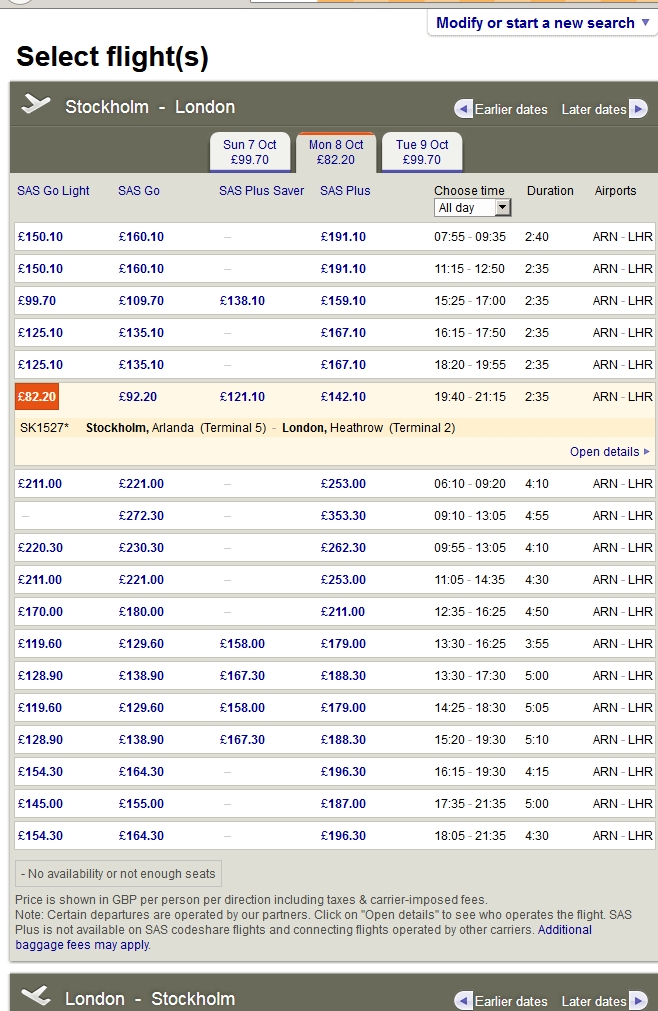 Modify or start a new search
Select flight(s)
Stockholm - London
Earlier dates Later dates
Sun 7 Oct Mon 8 Oct Tue 9 Oct
£99.70 £82.20 £99.70
SAS Go Light SAS Go SAS Plus Saver SAS Plus Choose time Duration Airports
All day
£150.10 £160.10 – £191.10 07:55 - 09:35 2:40 ARN - LHR
£150.10 £160.10 – £191.10 11:15 - 12:50 2:35 ARN - LHR
£99.70 £109.70 £138.10 £159.10 15:25 - 17:00 2:35 ARN - LHR
£125.10 £135.10 – £167.10 16:15 - 17:50 2:35 ARN - LHR
£125.10 £135.10 – £167.10 18:20 - 19:55 2:35 ARN - LHR
£82.20 £92.20 £121.10 £142.10 19:40 - 21:15 2:35 ARN - LHR
SK1527* Stockholm, Arlanda (Terminal 5) - London, Heathrow (Terminal 2)
Open details
£211.00 £221.00 – £253.00 06:10 - 09:20 4:10 ARN - LHR
– £272.30 – £353.30 09:10 - 13:05 4:55 ARN - LHR
£220.30 £230.30 – £262.30 09:55 - 13:05 4:10 ARN - LHR
£211.00 £221.00 – £253.00 11:05 - 14:35 4:30 ARN - LHR
£170.00 £180.00 – £211.00 12:35 - 16:25 4:50 ARN - LHR
£119.60 £129.60 £158.00 £179.00 13:30 - 16:25 3:55 ARN - LHR
£128.90 £138.90 £167.30 £188.30 13:30 - 17:30 5:00 ARN - LHR
£119.60 £129.60 £158.00 £179.00 14:25 - 18:30 5:05 ARN - LHR
£128.90 £138.90 £167.30 £188.30 15:20 - 19:30 5:10 ARN - LHR
£154.30 £164.30 – £196.30 16:15 - 19:30 4:15 ARN - LHR
£145.00 £155.00 – £187.00 17:35 - 21:35 5:00 ARN - LHR
£154.30 £164.30 – £196.30 18:05 - 21:35 4:30 ARN - LHR
- No availability or not enough seats
Price is shown in GBP per person per direction including taxes & carrier-imposed fees.
Note: Certain departures are operated by our partners. Click on "Open details" to see who operates the flight. SAS
Plus is not available on SAS codeshare flights and connecting flights operated by other carriers. Additional
baggage fees may apply.
London - Stockholm
Earlier dates Later dates